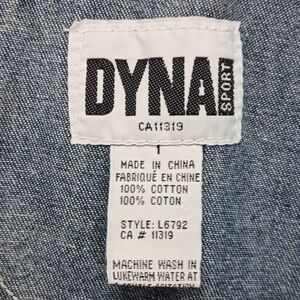 DYNA SPORT
CA11319
1
MADE IN CHINA
FABRIQUÉ EN CHINE
100% COTTON
100% COTON
STYLE: L6792
CA # 11319
MACHINE WASH IN
LUKEWARM WATER AT